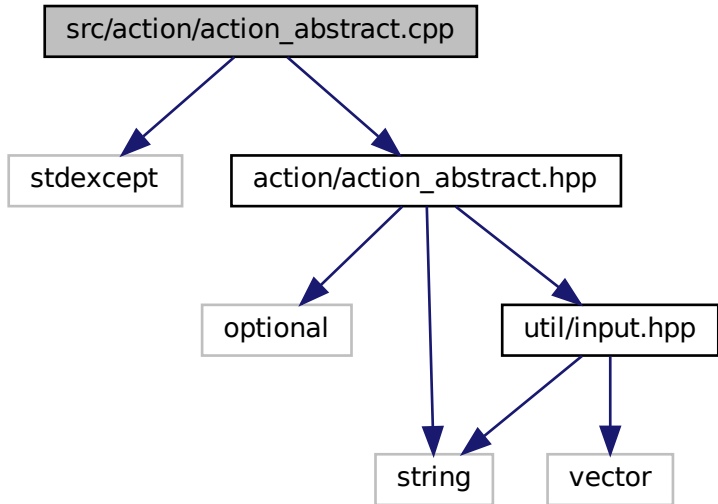 src/action/action_abstract.cpp
stdexcept
action/action_abstract.hpp
optional
util/input.hpp
string
vector